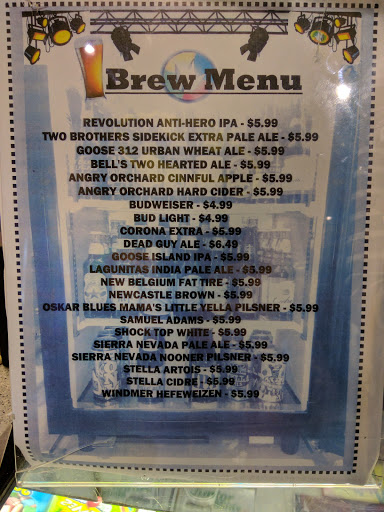 Brew Menu
REVOLUTION ANTI-HERO IPA - $5.99
TWO BROTHERS SIDEKICK EXTRA PALE ALE - $5.99
GOOSE 312 URBAN WHEAT ALE - $5.99
BELL'S TWO HEARTED ALE - $5.99
ANGRY ORCHARD CINNFUL APPLE - $5.99
ANGRY ORCHARD HARD CIDER - $5.99
BUDWEISER - $4.99
BUD LIGHT - $4.99
CORONA EXTRA - $5.99
DEAD GUY ALE - $6.49
GOOSE ISLAND IPA - $5.99
LAGUNITAS INDIA PALE ALE - $5.99
NEW BELGIUM FAT TIRE - $5.99
NEWCASTLE BROWN - $5.99
OSKAR BLUES MAMA'S LITTLE YELLA PILSNER - $5.99
SAMUEL ADAMS - $5.99
SHOCK TOP WHITE - $5.99
SIERRA NEVADA PALE ALE - $5.99
SIERRA NEVADA NOONER PILSNER - $5.99
STELLA ARTOIS - $5.99
STELLA CIDRE - $5.99
WINDMER HEFEWEIZEN - $5.99